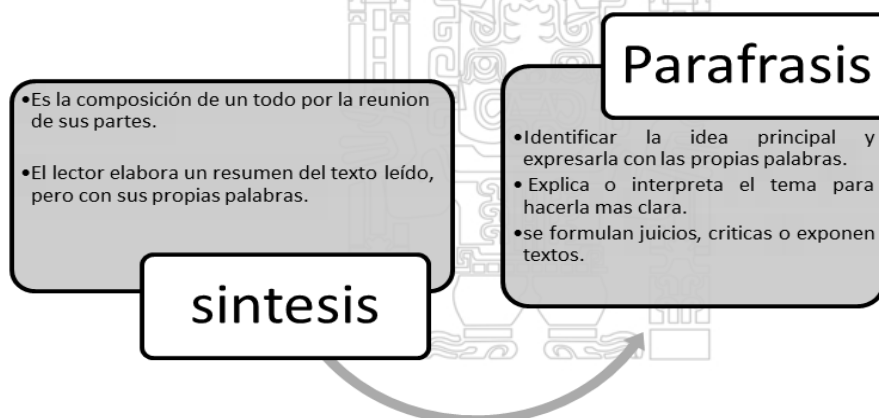 •Es la composición de un todo por la reunion
de sus partes.
•El lector elabora un resumen del texto leído,
pero con sus propias palabras.
sintesis
Parafrasis
•Identificar la idea principal y
expresarla con las propias palabras.
• Explica o interpreta el tema para
hacerla mas clara.
•se formulan juicios, criticas o exponen
textos.